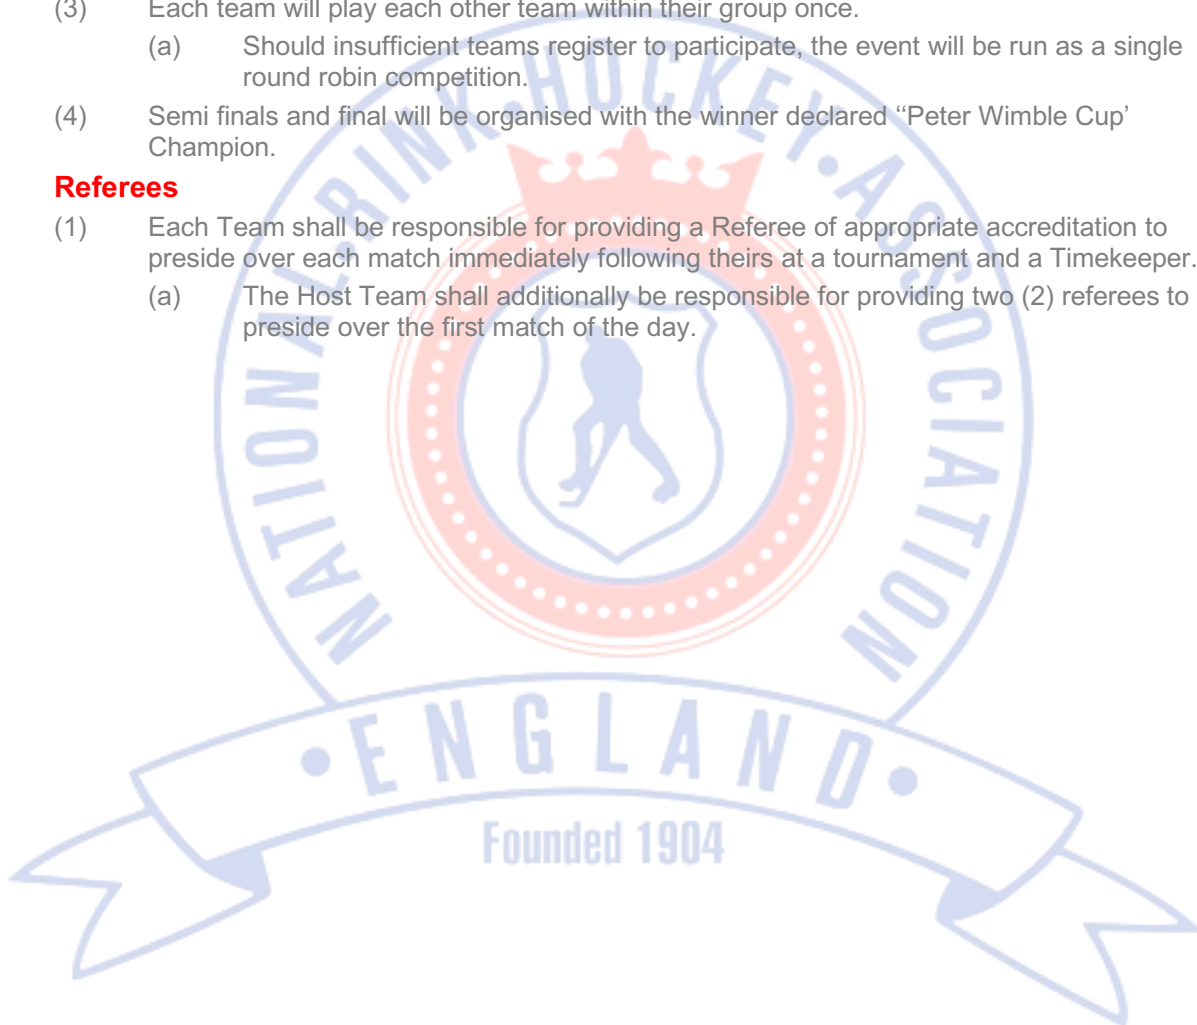 (3) Each team will play each other team within their group once.
(a) Should insufficient teams register to participate, the event will be run as a single
round robin competition.
(4) Semi finals and final will be organised with the winner declared “Peter Wimble Cup’
Champion.
Referees
(1) Each Team shall be responsible for providing a Referee of appropriate accreditation to
preside over each match immediately following theirs at a tournament and a Timekeeper.
(a) The Host Team shall additionally be responsible for providing two (2) referees to
preside over the first match of the day.
NATIONAL•RINK•HOCKEY•ASSOCIATION
•ENGLAND•
Founded 1904